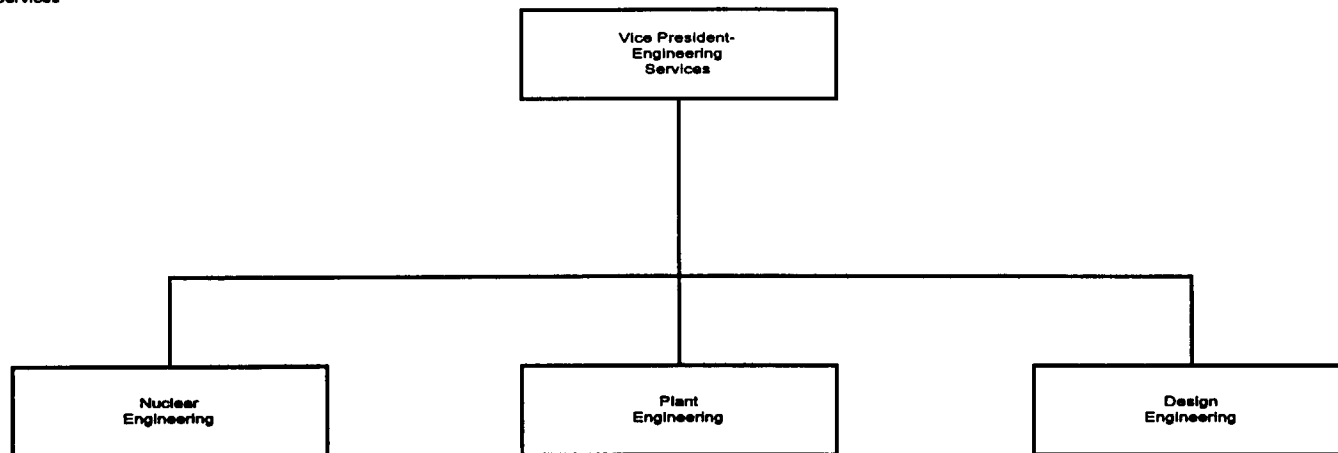 Services
Vice President-
Engineering
Services
Nuclear
Engineering
Plant
Engineering
Design
Engineering